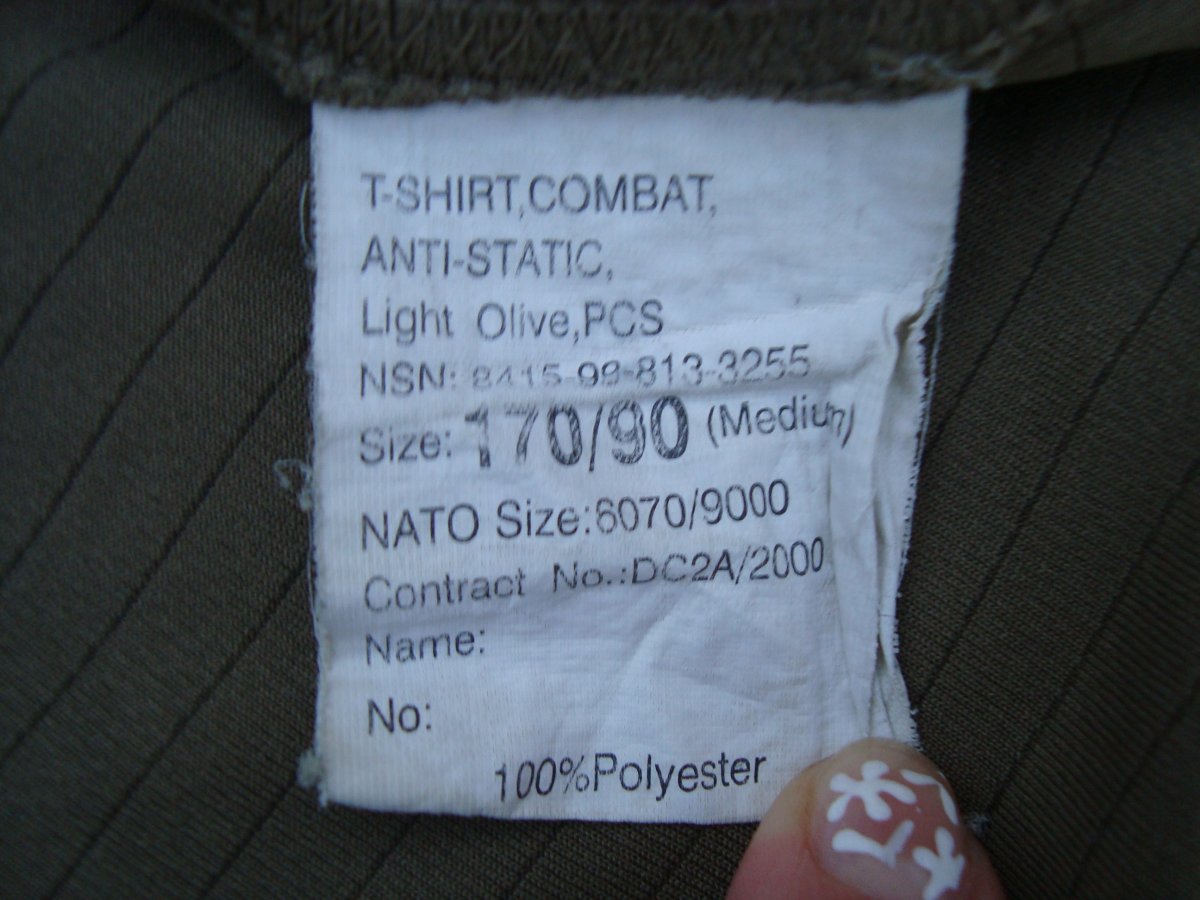 T-SHIRT,COMBAT,
ANTI-STATIC,
Light Olive,PCS
NSN: 8415-99-813-3255
Size: 170/90 (Medium)
NATO Size:6070/9000
Contract No.:DC2A/2000
Name:
No:
100%Polyester